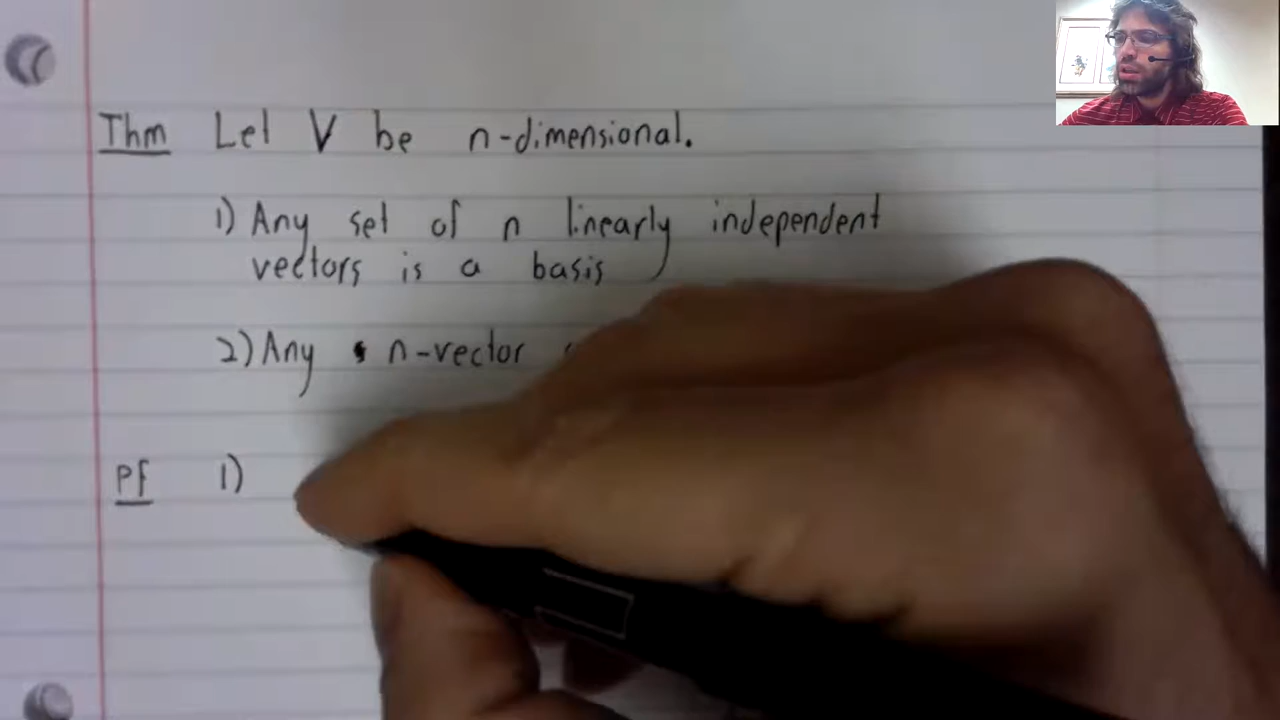 Thm Let V be n-dimensional.
1) Any set of n linearly independent
vectors is a basis
2) Any n-vector
Pf 1)